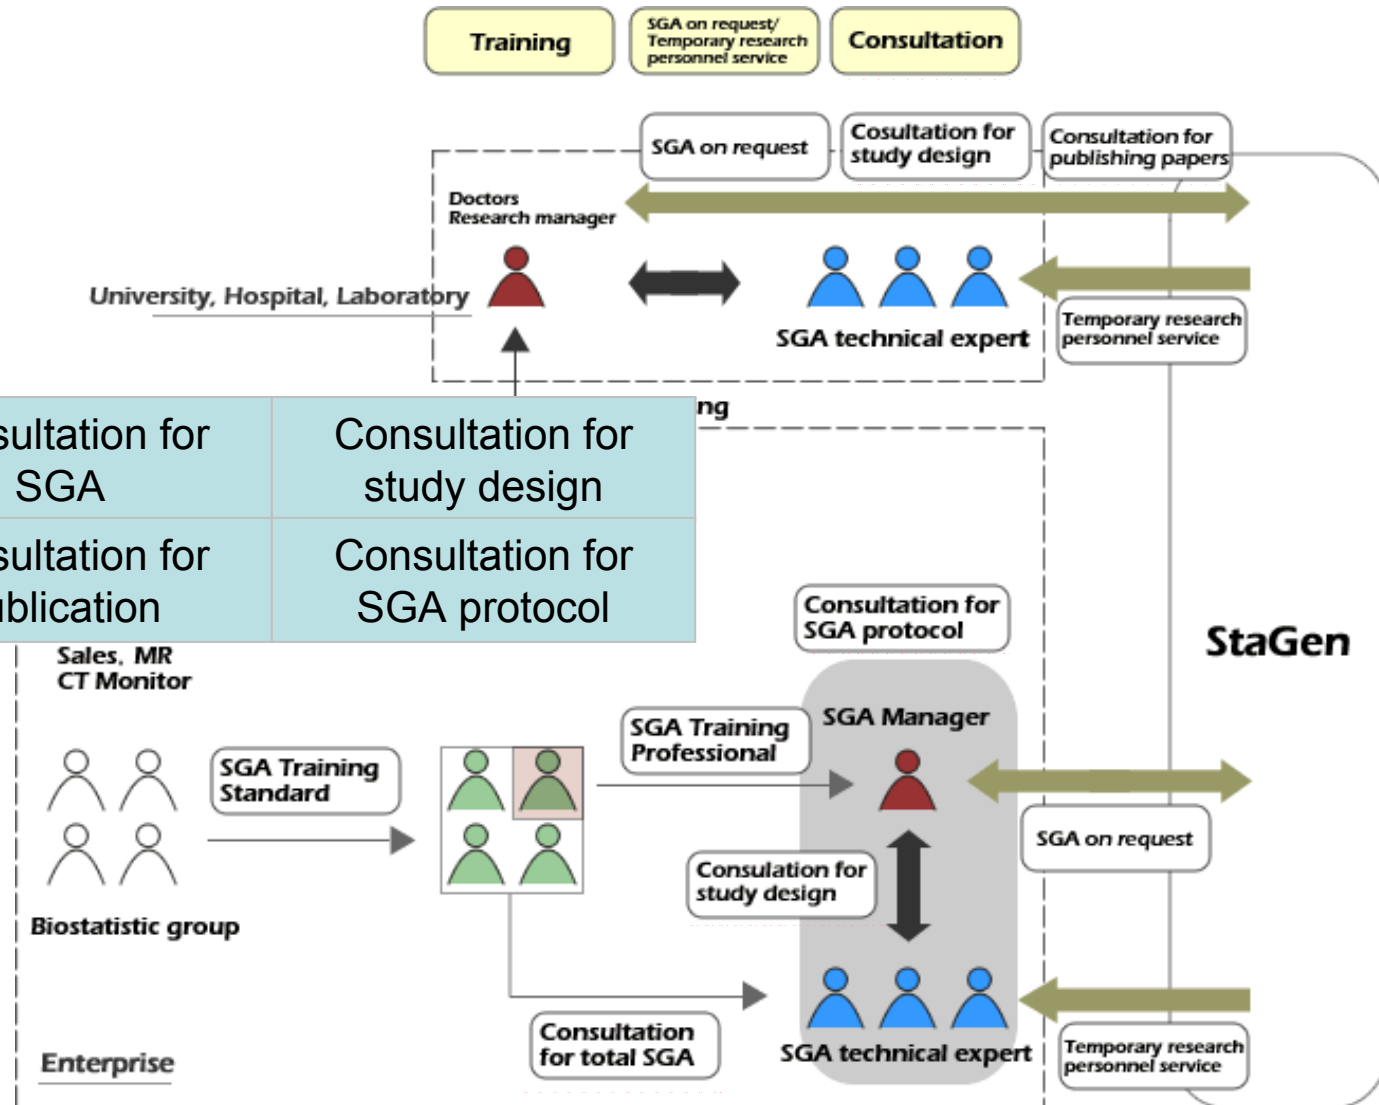 Training
SGA on request/
Temporary research
personnel service
Consultation
SGA on request
Cosultation for
study design
Consultation for
publishing papers
Doctors
Research manager
University, Hospital, Laboratory
SGA technical expert
Temporary research
personnel service
ng
sultation for
SGA
Consultation for
study design
sultation for
blication
Consultation for
SGA protocol
Consultation for
SGA protocol
StaGen
Sales, MR
CT Monitor
SGA Training
Standard
SGA Training
Professional
SGA Manager
SGA on request
Consulation for
study design
Biostatistic group
Consultation
for total SGA
SGA technical expert
Temporary research
personnel service
Enterprise